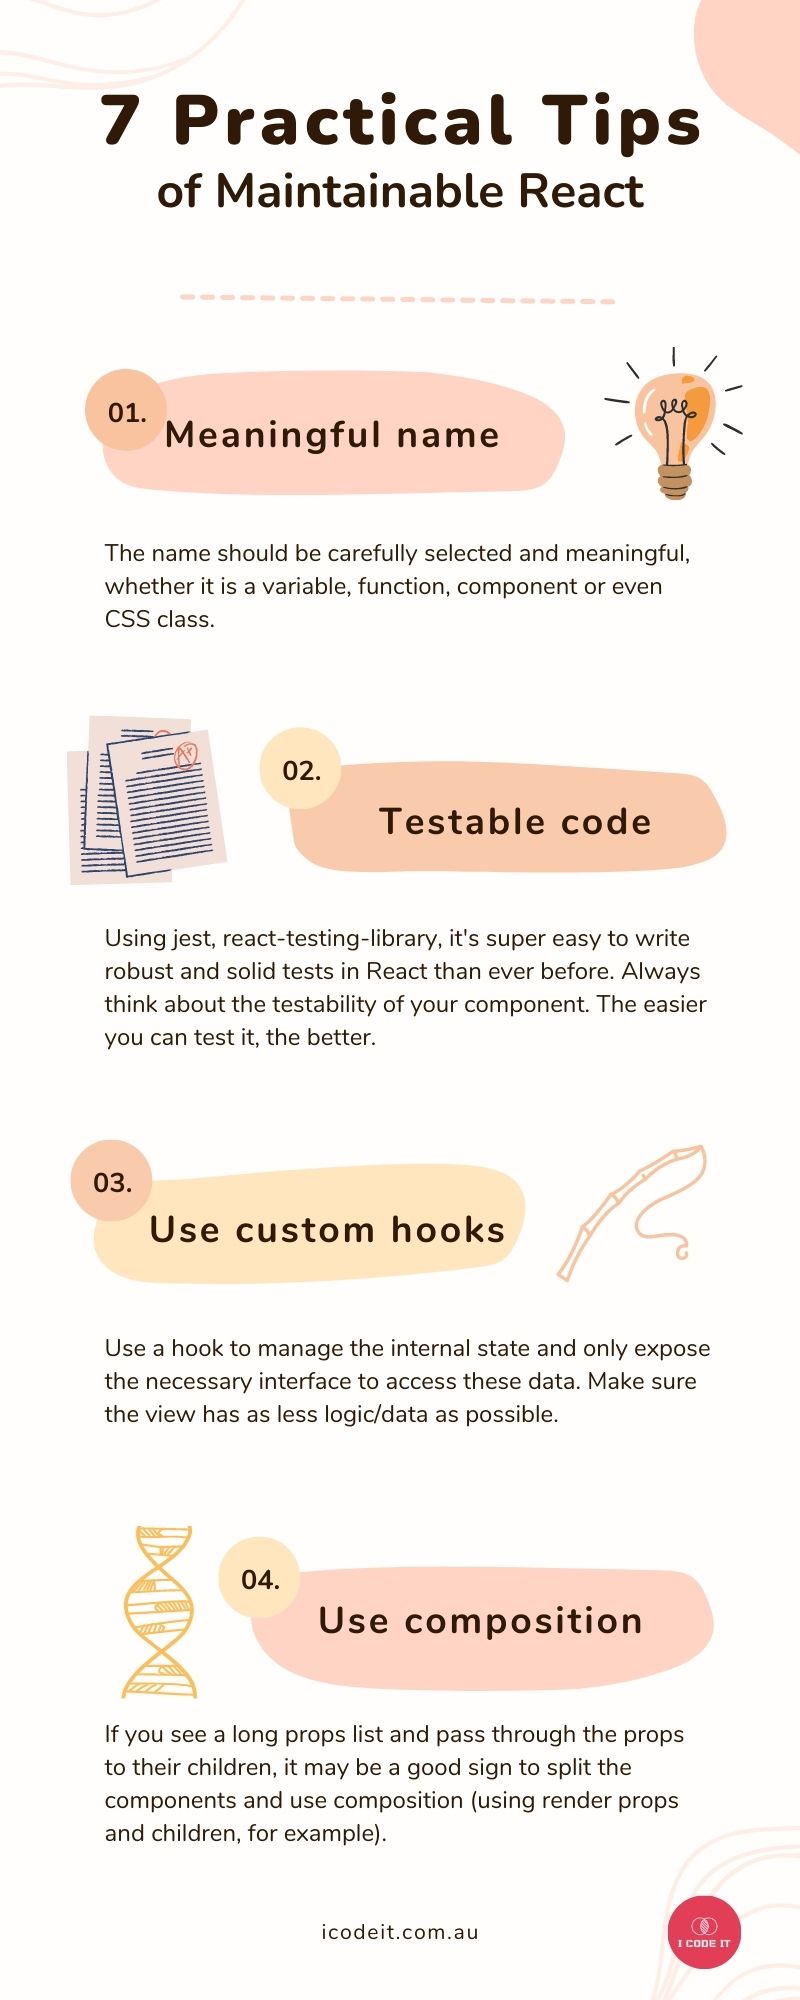 7 Practical Tips
of Maintainable React
01.
Meaningful name
The name should be carefully selected and meaningful,
whether it is a variable, function, component or even
CSS class.
02.
Testable code
Using jest, react-testing-library, it's super easy to write
robust and solid tests in React than ever before. Always
think about the testability of your component. The easier
you can test it, the better.
03.
Use custom hooks
Use a hook to manage the internal state and only expose
the necessary interface to access these data. Make sure
the view has as less logic/data as possible.
04.
Use composition
If you see a long props list and pass through the props
to their children, it may be a good sign to split the
components and use composition (using render props
and children, for example).
icodeit.com.au
I CODE IT